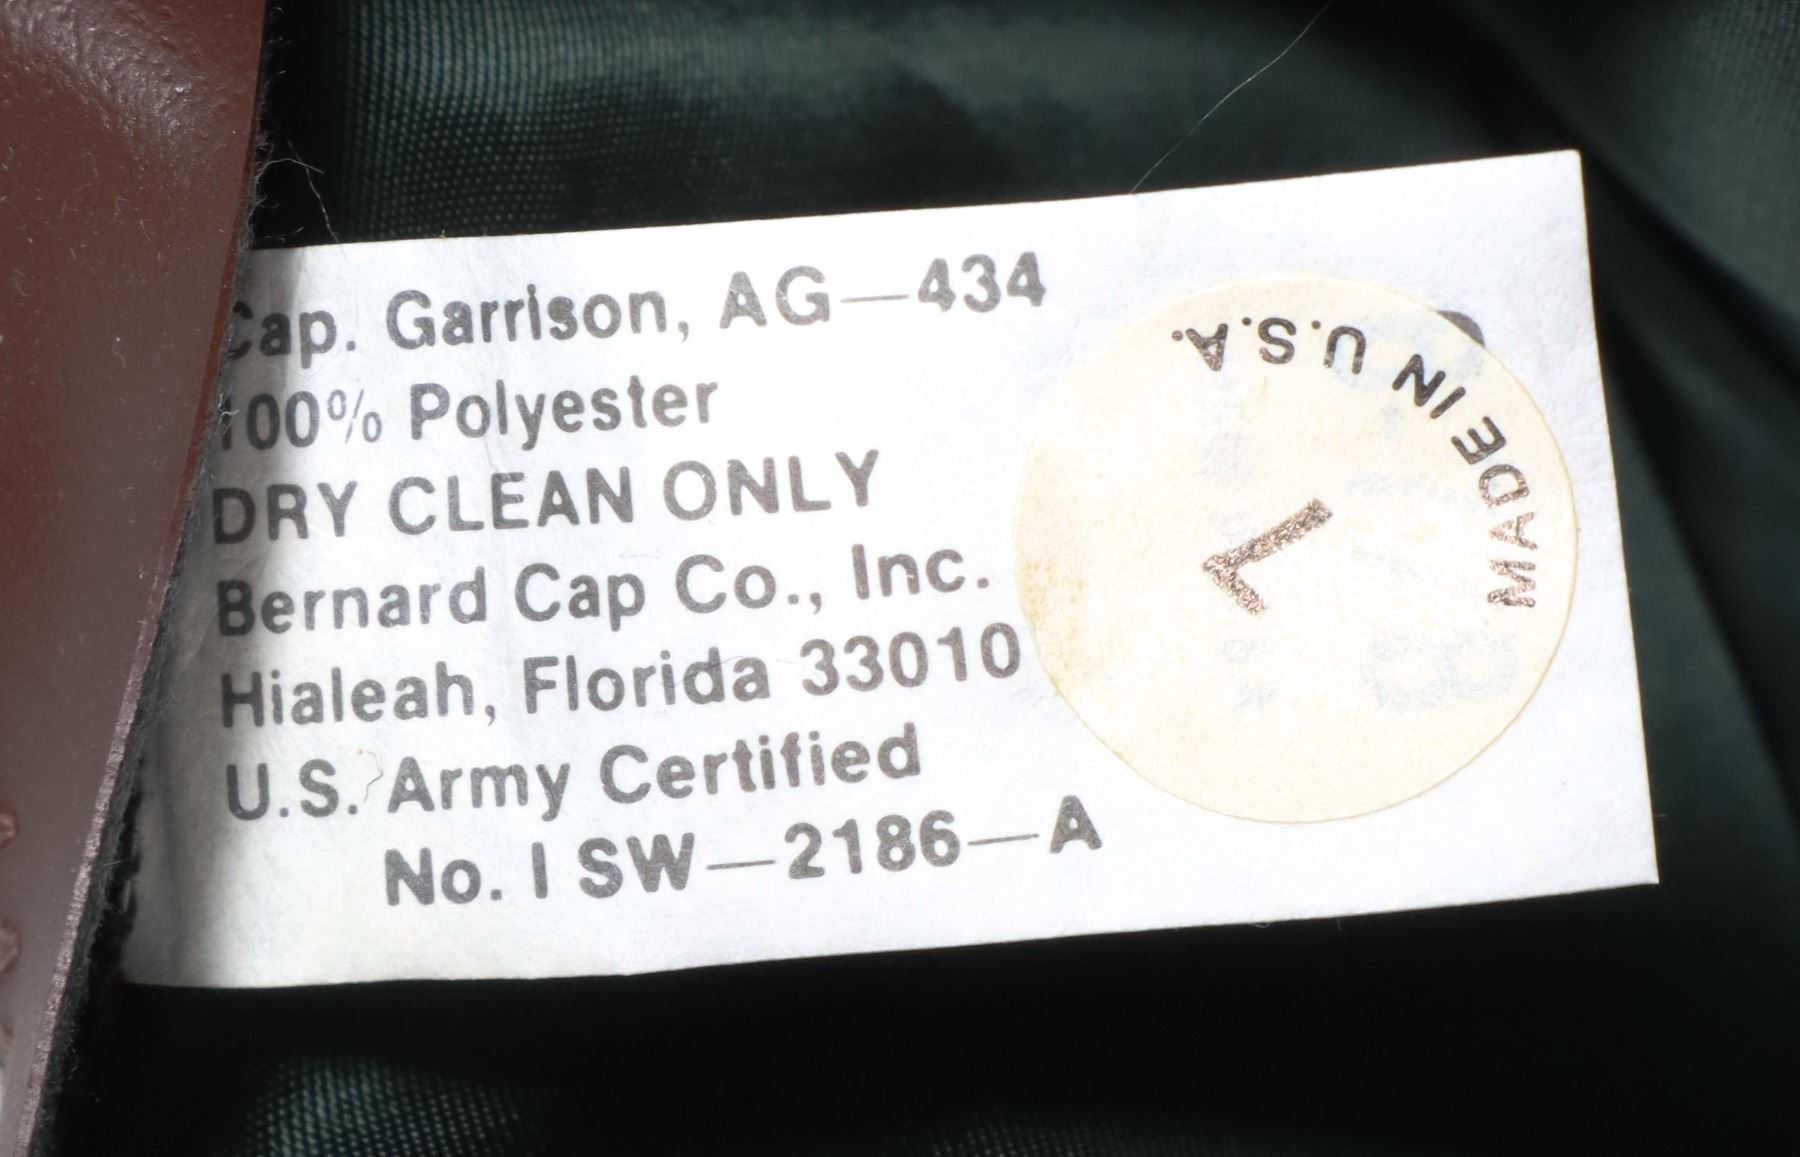 Cap. Garrison, AG—434
100% Polyester
DRY CLEAN ONLY
Bernard Cap Co., Inc.
Hialeah, Florida 33010
U.S. Army Certified
No. I SW—2186—A
MADE IN U.S.A.
L